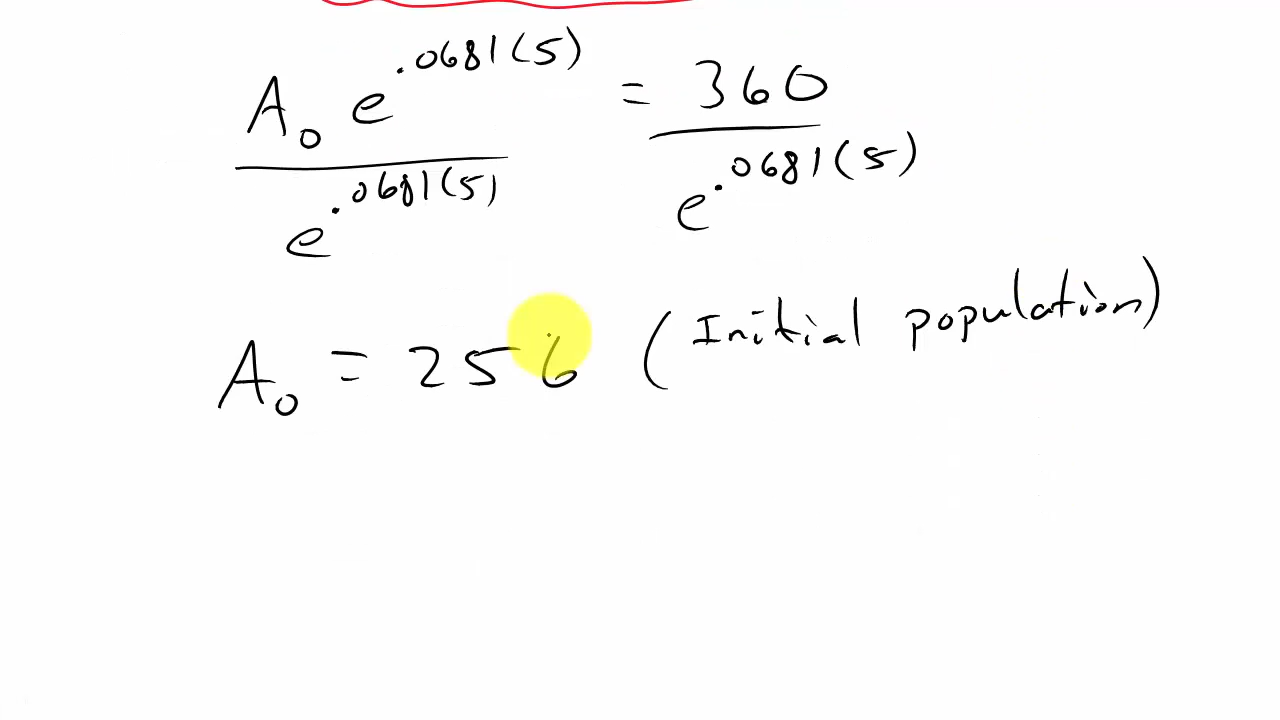 A₀ e^.0681(5) = 360
e^.0681(5) e^.0681(5)
A₀ = 256 (Initial population)